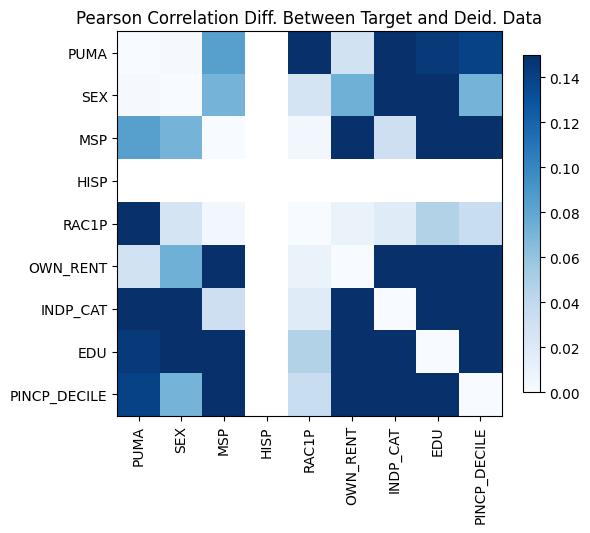 Pearson Correlation Diff. Between Target and Deid. Data
PUMA
SEX
MSP
HISP
RAC1P
OWN_RENT
INDP_CAT
EDU
PINCP_DECILE
PUMA
SEX
MSP
HISP
RAC1P
OWN_RENT
INDP_CAT
EDU
PINCP_DECILE
0.14
0.12
0.10
0.08
0.06
0.04
0.02
0.00